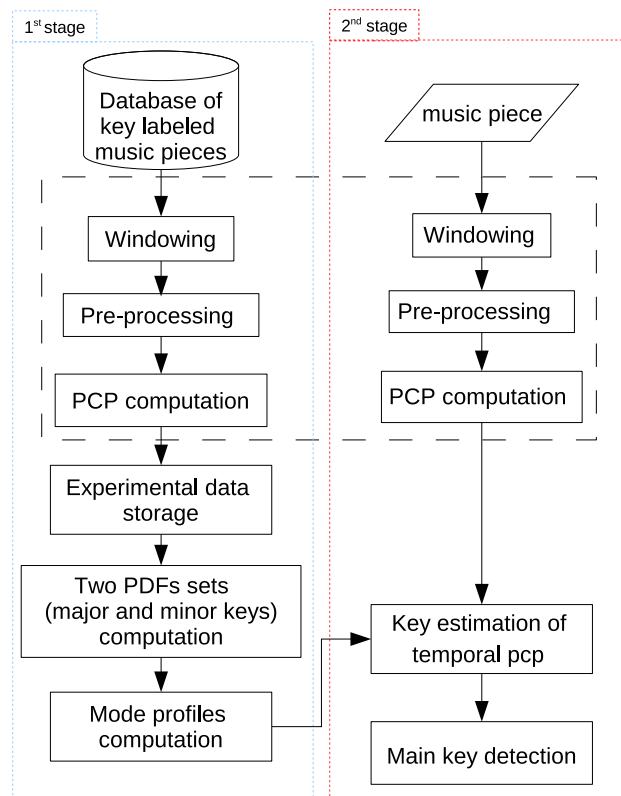 1st stage
Database of
key labeled
music pieces
Windowing
Pre-processing
PCP computation
Experimental data
storage
Two PDFs sets
(major and minor keys)
computation
Mode profiles
computation
2nd stage
music piece
Windowing
Pre-processing
PCP computation
Key estimation of
temporal pcp
Main key detection